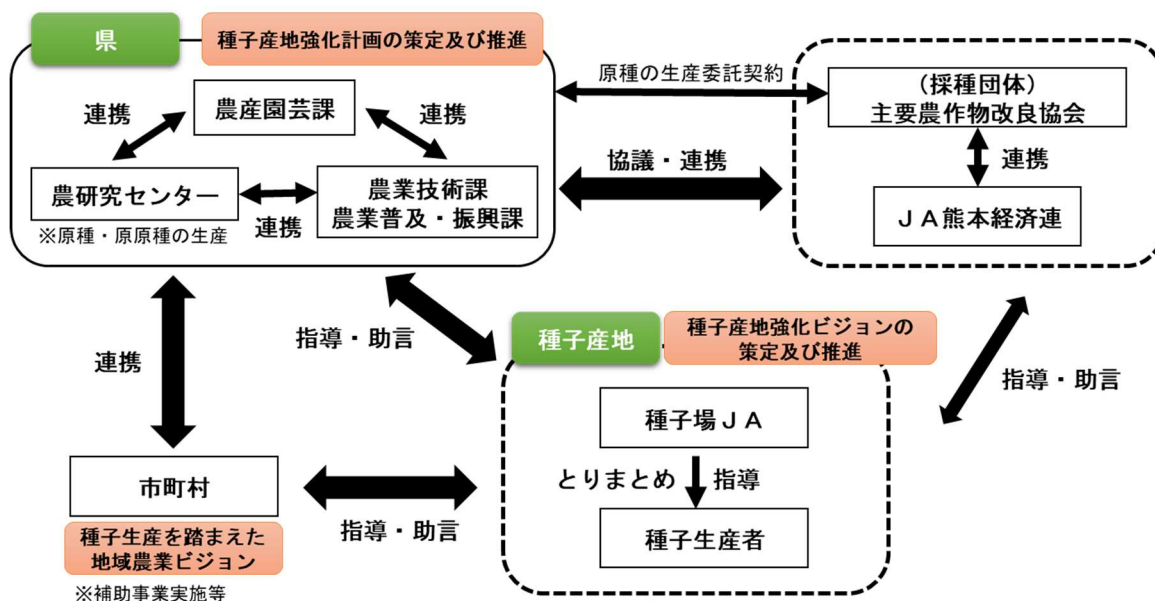 県
種子産地強化計画の策定及び推進
農産園芸課
連携
連携
農研究センター
連携
農業技術課
農業普及・振興課
※原種・原原種の生産
原種の生産委託契約
協議・連携
(採種団体)
主要農作物改良協会
連携
JA熊本経済連
連携
指導・助言
種子産地
種子産地強化ビジョンの
策定及び推進
種子場JA
とりまとめ
指導
種子生産者
指導・助言
市町村
種子生産を踏まえた
地域農業ビジョン
※補助事業実施等
指導・助言